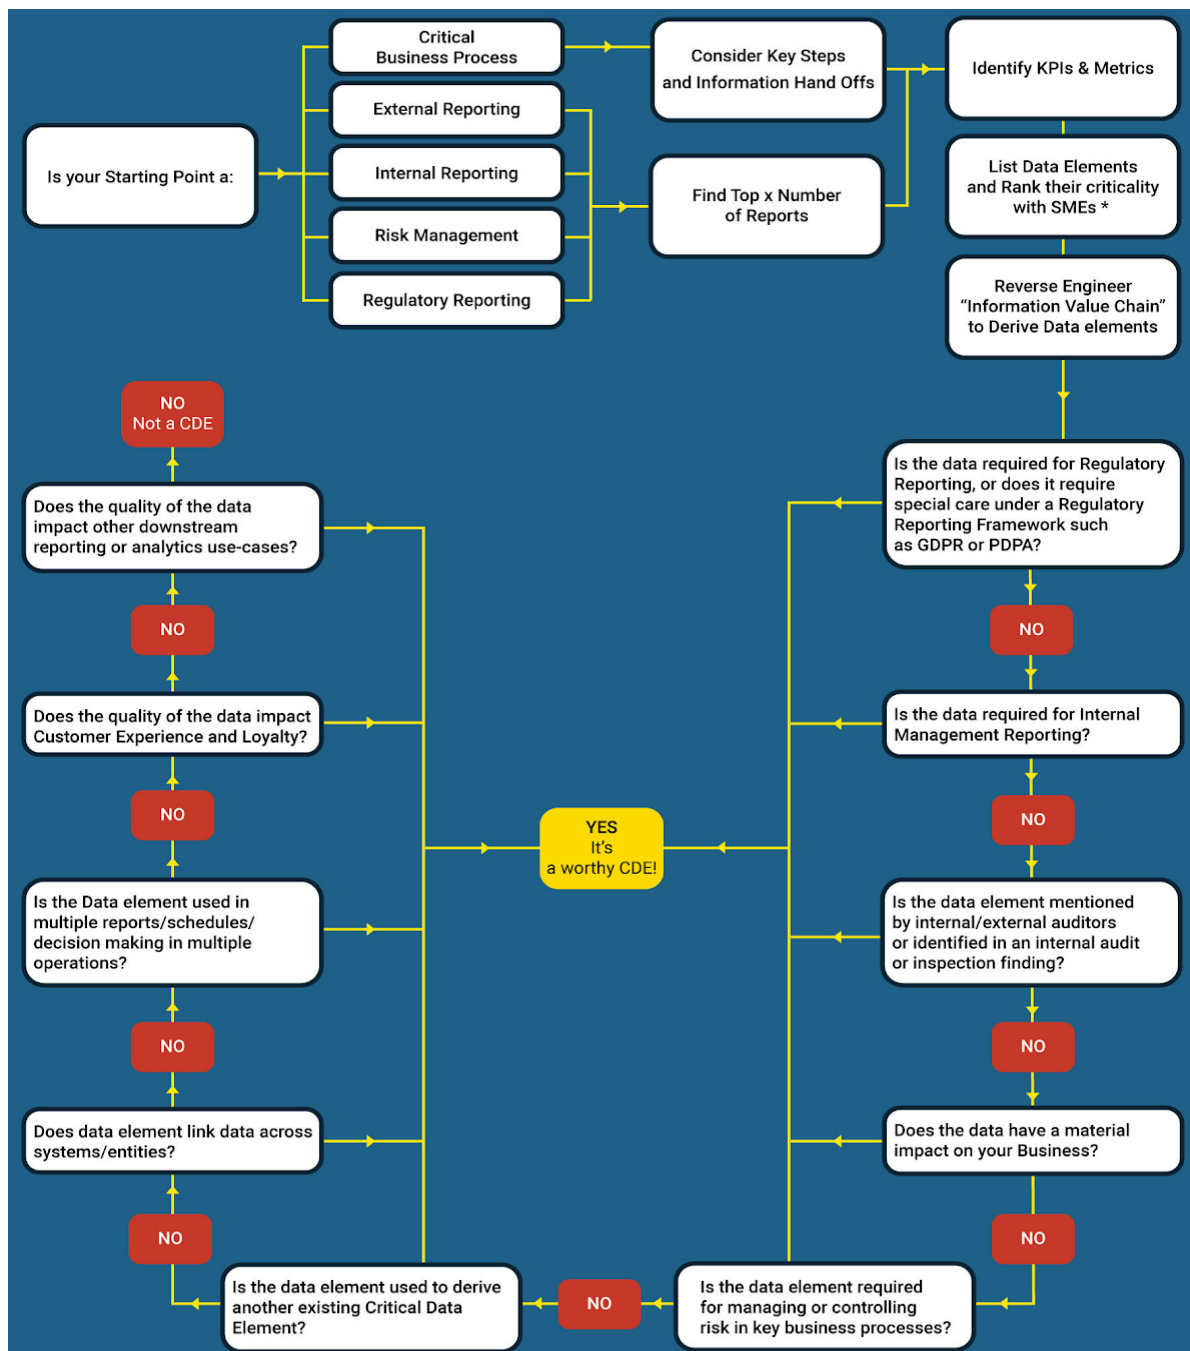 Is your Starting Point a:
Critical
Business Process
External Reporting
Internal Reporting
Risk Management
Regulatory Reporting
Consider Key Steps
and Information Hand Offs
Find Top x Number
of Reports
Identify KPIs & Metrics
List Data Elements
and Rank their criticality
with SMEs *
Reverse Engineer
“Information Value Chain”
to Derive Data elements
Is the data required for Regulatory
Reporting, or does it require
special care under a Regulatory
Reporting Framework such
as GDPR or PDPA?
NO
Is the data required for Internal
Management Reporting?
NO
Is the data element mentioned
by internal/external auditors
or identified in an internal audit
or inspection finding?
NO
Does the data have a material
impact on your Business?
NO
Is the data element required
for managing or controlling
risk in key business processes?
NO
Is the data element used to derive
another existing Critical Data
Element?
NO
Does data element link data across
systems/entities?
NO
Is the Data element used in
multiple reports/schedules/
decision making in multiple
operations?
NO
Does the quality of the data impact
Customer Experience and Loyalty?
NO
Does the quality of the data
impact other downstream
reporting or analytics use-cases?
NO
Not a CDE
YES
It's
a worthy CDE!